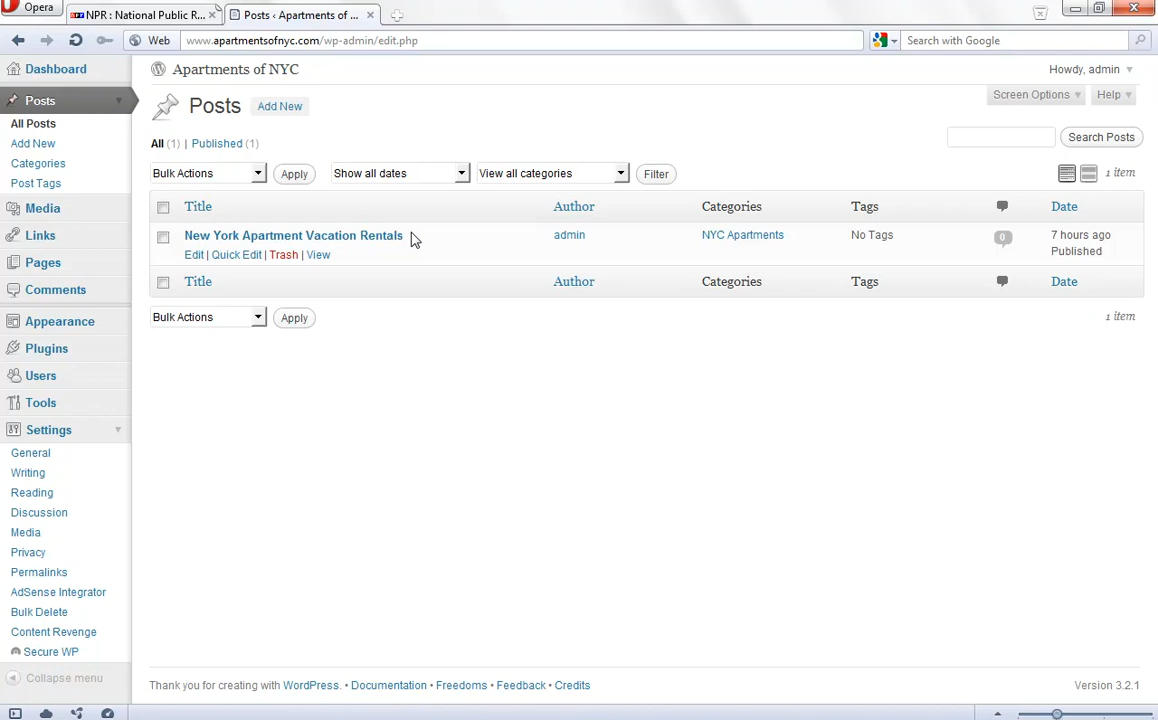 Opera
NPR : National Public R...
Posts ‹ Apartments of ...
Web
www.apartmentsofnyc.com/wp-admin/edit.php
Search with Google
Dashboard
Apartments of NYC
Howdy, admin
Posts
Posts
Add New
Screen Options
Help
All Posts
Add New
Categories
Post Tags
All (1) | Published (1)
Search Posts
Bulk Actions
Apply
Show all dates
View all categories
Filter
1 item
Media
Links
Pages
Comments
Appearance
Plugins
Users
Tools
Settings
General
Writing
Reading
Discussion
Media
Privacy
Permalinks
AdSense Integrator
Bulk Delete
Content Revenge
Secure WP
Collapse menu
Title Author Categories Tags Date
New York Apartment Vacation Rentals admin NYC Apartments No Tags 0 7 hours ago
Edit | Quick Edit | Trash | View Published
Title Author Categories Tags Date
Bulk Actions
Apply
1 item
Thank you for creating with WordPress. • Documentation • Freedoms • Feedback • Credits
Version 3.2.1